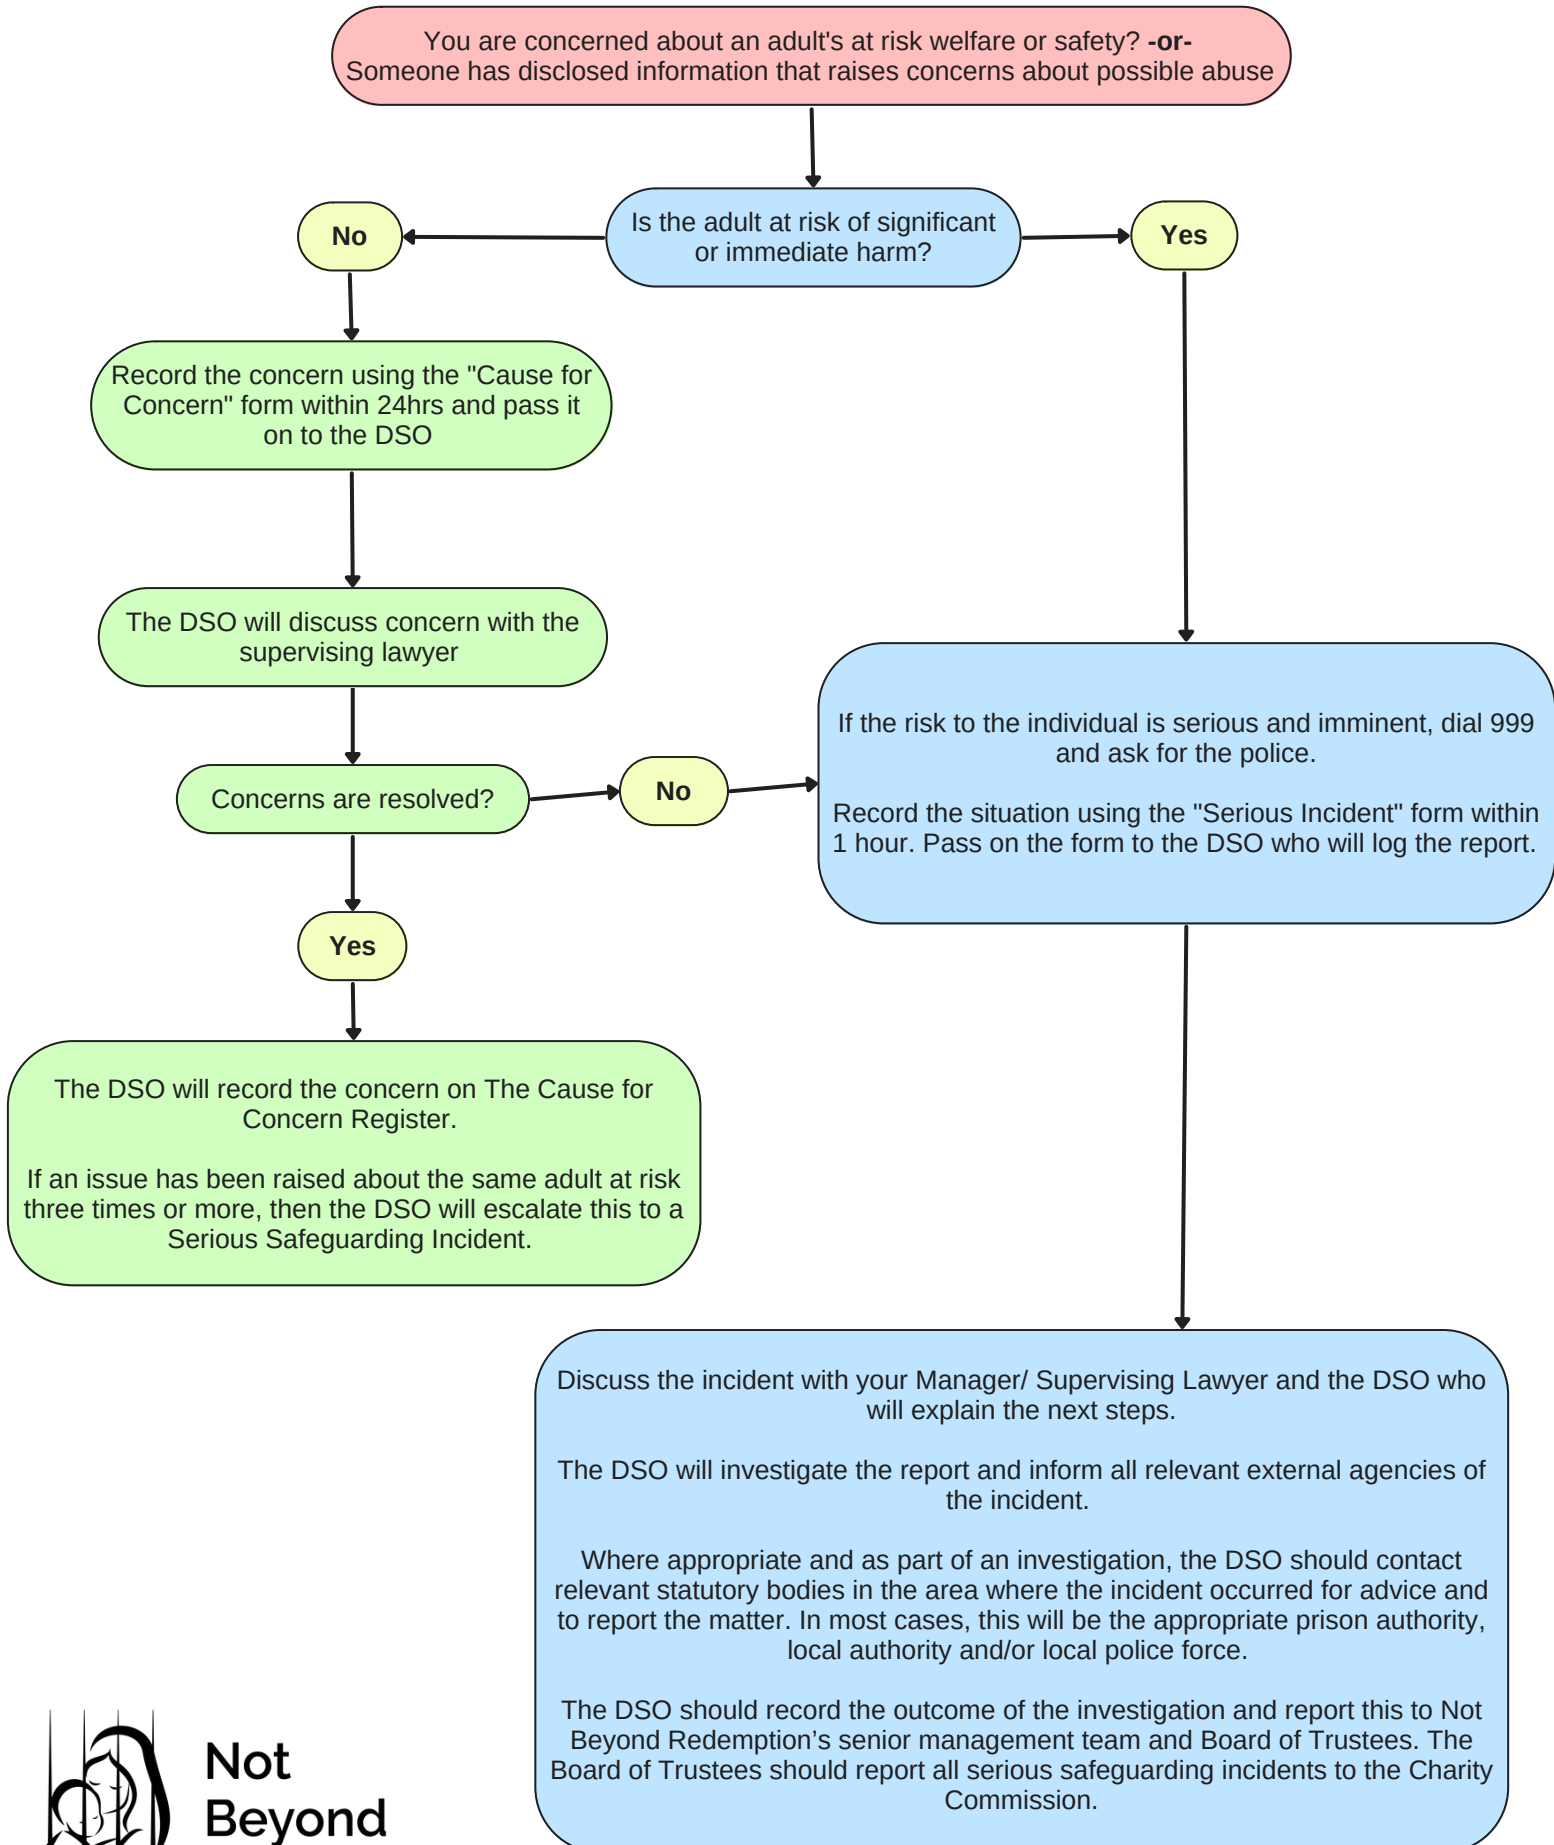 You are concerned about an adult's at risk welfare or safety? -or-
Someone has disclosed information that raises concerns about possible abuse
Is the adult at risk of significant
or immediate harm?
No
Yes
Record the concern using the "Cause for
Concern" form within 24hrs and pass it
on to the DSO
The DSO will discuss concern with the
supervising lawyer
Concerns are resolved?
No
If the risk to the individual is serious and imminent, dial 999
and ask for the police.
Record the situation using the "Serious Incident" form within
1 hour. Pass on the form to the DSO who will log the report.
Yes
The DSO will record the concern on The Cause for
Concern Register.
If an issue has been raised about the same adult at risk
three times or more, then the DSO will escalate this to a
Serious Safeguarding Incident.
Discuss the incident with your Manager/ Supervising Lawyer and the DSO who
will explain the next steps.
The DSO will investigate the report and inform all relevant external agencies of
the incident.
Where appropriate and as part of an investigation, the DSO should contact
relevant statutory bodies in the area where the incident occurred for advice and
to report the matter. In most cases, this will be the appropriate prison authority,
local authority and/or local police force.
The DSO should record the outcome of the investigation and report this to Not
Beyond Redemption’s senior management team and Board of Trustees. The
Board of Trustees should report all serious safeguarding incidents to the Charity
Commission.
Not
Beyond